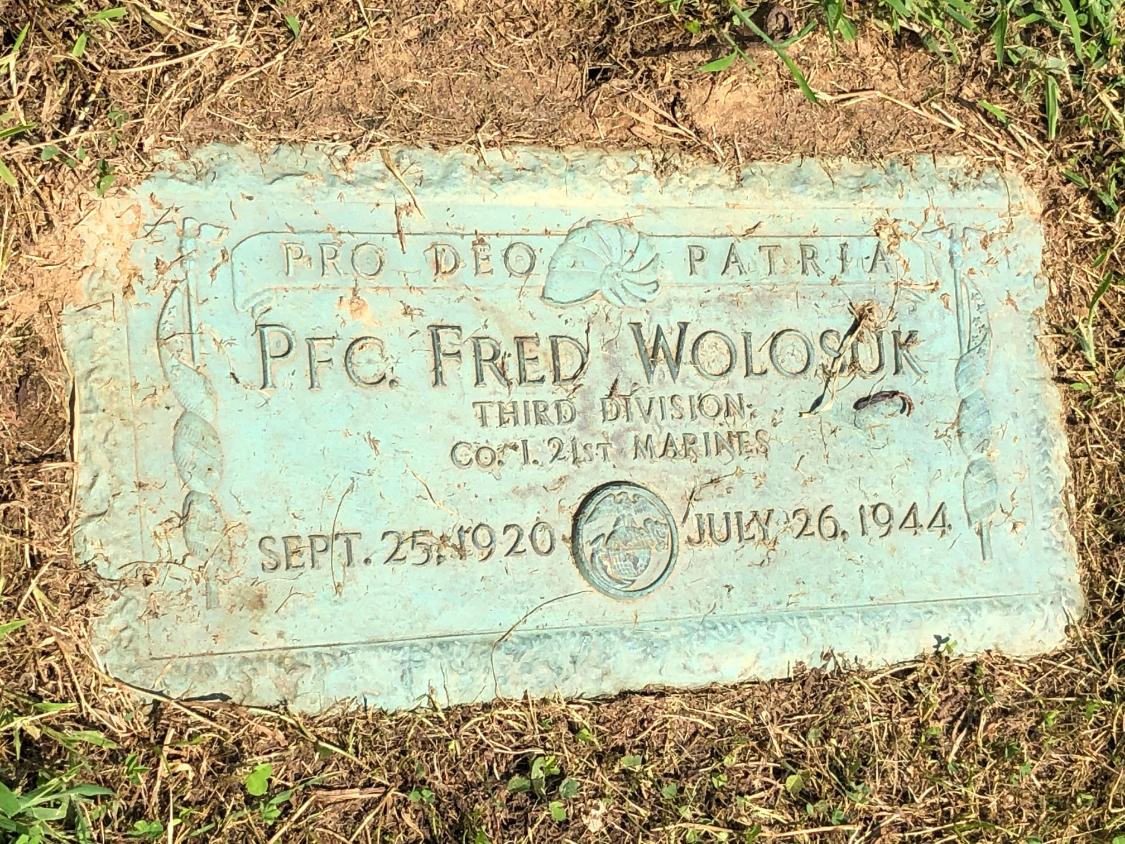 PRO DEO PATRIA
PFC. FRED WOLOSUK
THIRD DIVISION
CO. I. 21ST MARINES
SEPT. 25, 1920 JULY 26, 1944